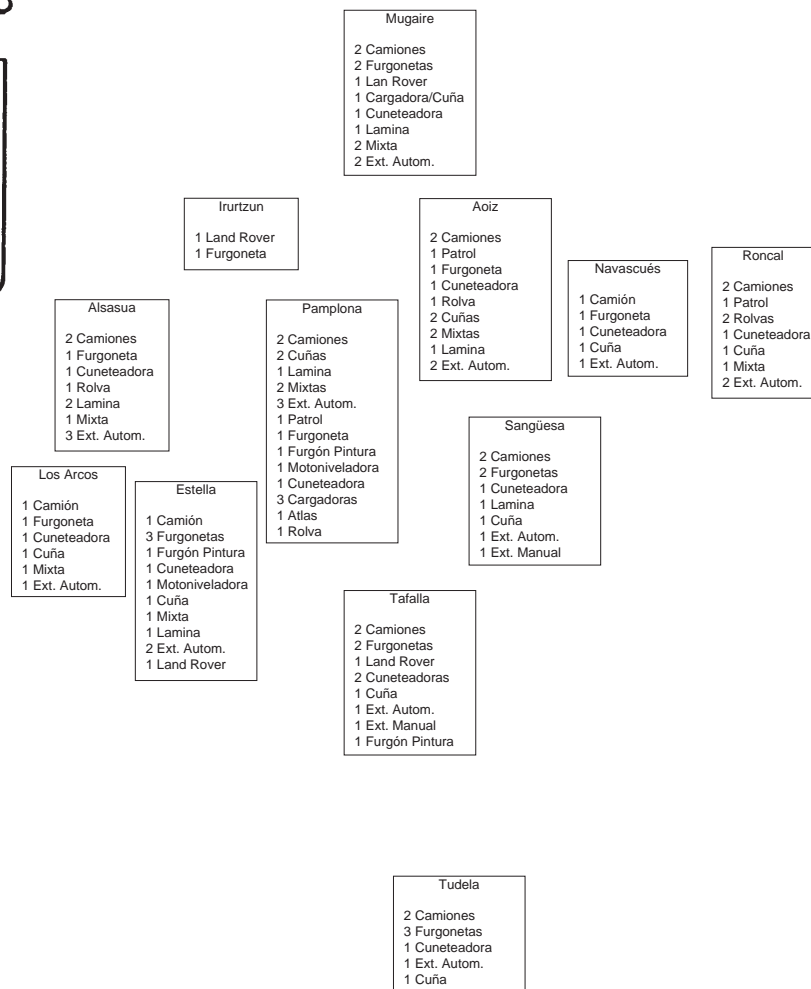 Mugaire
2 Camiones
2 Furgonetas
1 Lan Rover
1 Cargadora/Cuña
1 Cuneteadora
1 Lamina
2 Mixta
2 Ext. Autom.
Irurtzun
1 Land Rover
1 Furgoneta
Aoiz
2 Camiones
1 Patrol
1 Furgoneta
1 Cuneteadora
1 Rolva
2 Cuñas
2 Mixtas
1 Lamina
2 Ext. Autom.
Navascués
1 Camión
1 Furgoneta
1 Cuneteadora
1 Cuña
1 Ext. Autom.
Roncal
2 Camiones
1 Patrol
2 Rolvas
1 Cuneteadora
1 Cuña
1 Mixta
2 Ext. Autom.
Alsasua
2 Camiones
1 Furgoneta
1 Cuneteadora
1 Rolva
2 Lamina
1 Mixta
3 Ext. Autom.
Pamplona
2 Camiones
2 Cuñas
1 Lamina
2 Mixtas
3 Ext. Autom.
1 Patrol
1 Furgoneta
1 Furgón Pintura
1 Motoniveladora
1 Cuneteadora
3 Cargadoras
1 Atlas
1 Rolva
Sangüesa
2 Camiones
2 Furgonetas
1 Cuneteadora
1 Lamina
1 Cuña
1 Ext. Autom.
1 Ext. Manual
Los Arcos
1 Camión
1 Furgoneta
1 Cuneteadora
1 Cuña
1 Mixta
1 Ext. Autom.
Estella
1 Camión
3 Furgonetas
1 Furgón Pintura
1 Cuneteadora
1 Motoniveladora
1 Cuña
1 Mixta
1 Lamina
2 Ext. Autom.
1 Land Rover
Tafalla
2 Camiones
2 Furgonetas
1 Land Rover
2 Cuneteadoras
1 Cuña
1 Ext. Autom.
1 Ext. Manual
1 Furgón Pintura
Tudela
2 Camiones
3 Furgonetas
1 Cuneteadora
1 Ext. Autom.
1 Cuña